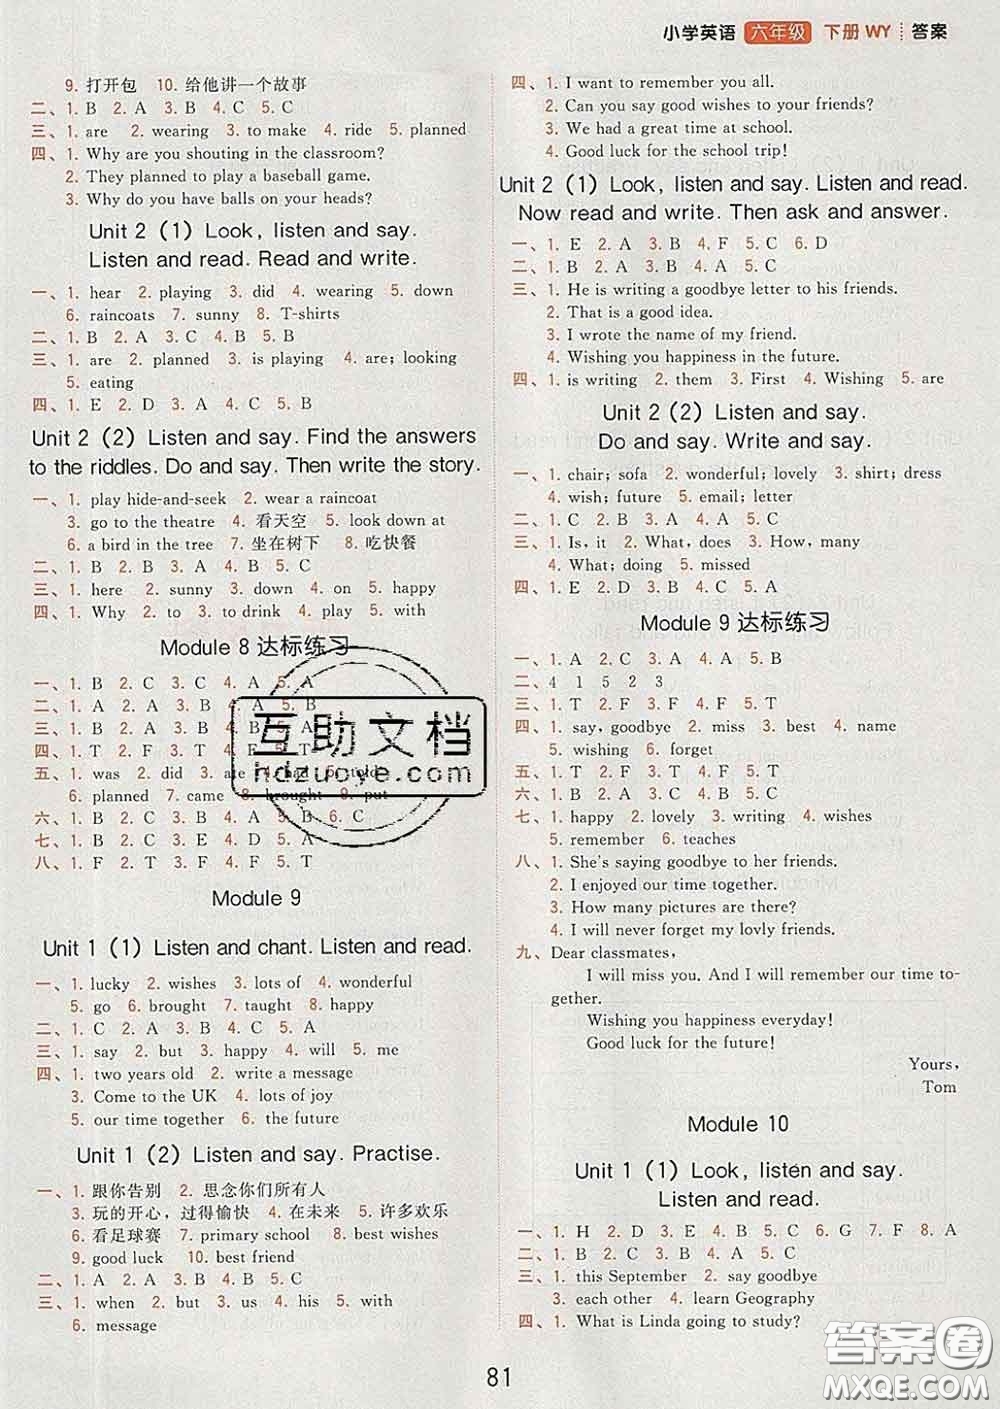 小学英语 六年级 下册 WY 答案
9. 打开包 10. 给他讲一个故事
二、1. B 2. A 3. B 4. C 5. C
三、1. are 2. wearing 3. to make 4. ride 5. planned
四、1. Why are you shouting in the classroom?
2. They planned to play a baseball game.
3. Why do you have balls on your heads?
Unit 2 (1) Look, listen and say.
Listen and read. Read and write.
一、1. hear 2. playing 3. did 4. wearing 5. down
6. raincoats 7. sunny 8. T-shirts
二、1. B 2. A 3. C 4. B 5. B
三、1. are 2. planned 3. is playing 4. are; looking
5. eating
四、1. E 2. D 3. A 4. C 5. B
Unit 2 (2) Listen and say. Find the answers
to the riddles. Do and say. Then write the story.
一、1. play hide-and-seek 2. wear a raincoat
3. go to the theatre 4. 看天空 5. look down at
6. a bird in the tree 7. 坐在树下 8. 吃快餐
二、1. B 2. C 3. A 4. B 5. C
三、1. here 2. sunny 3. down 4. on 5. happy
四、1. Why 2. to 3. to drink 4. play 5. with
Module 8 达标练习
一、1. B 2. C 3. C 4. A 5. A
二、1. A 2. A 3. B 4. A 5. B
三、1. B 2. A 3. B 4. B 5. A
四、1. T 2. F 3. T 4. F 5. T
五、1. was 2. did 3. are 4. had 5. told
6. planned 7. came 8. brought 9. put
六、1. B 2. C 3. B 4. A 5. B 6. C
七、1. B 2. C 3. E 4. D 5. A
八、1. F 2. T 3. F 4. F 5. T
Module 9
Unit 1 (1) Listen and chant. Listen and read.
一、1. lucky 2. wishes 3. lots of 4. wonderful
5. go 6. brought 7. taught 8. happy
二、1. C 2. A 3. B 4. C 5. A
三、1. say 2. but 3. happy 4. will 5. me
四、1. two years old 2. write a message
3. Come to the UK 4. lots of joy
5. our time together 6. the future
Unit 1 (2) Listen and say. Practise.
一、1. 跟你告别 2. 思念你们所有人
3. 玩的开心，过得愉快 4. 在未来 5. 许多欢乐
6. 看足球赛 7. primary school 8. best wishes
9. good luck 10. best friend
二、1. A 2. A 3. B 4. B 5. C
三、1. when 2. but 3. us 4. his 5. with
6. message
四、1. I want to remember you all.
2. Can you say good wishes to your friends?
3. We had a great time at school.
4. Good luck for the school trip!
Unit 2 (1) Look, listen and say. Listen and read.
Now read and write. Then ask and answer.
一、1. E 2. A 3. B 4. F 5. C 6. D
二、1. B 2. A 3. A 4. A 5. C
三、1. He is writing a goodbye letter to his friends.
2. That is a good idea.
3. I wrote the name of my friend.
4. Wishing you happiness in the future.
四、1. is writing 2. them 3. First 4. Wishing 5. are
Unit 2 (2) Listen and say.
Do and say. Write and say.
一、1. chair; sofa 2. wonderful; lovely 3. shirt; dress
4. wish; future 5. email; letter
二、1. C 2. B 3. A 4. A 5. C
三、1. Is, it 2. What, does 3. How, many
4. What; doing 5. missed
四、1. E 2. D 3. B 4. C 5. A
Module 9 达标练习
一、1. A 2. C 3. A 4. A 5. B
二、4 1 5 2 3
三、1. T 2. F 3. F 4. F 5. T
四、1. say, goodbye 2. miss 3. best 4. name
5. wishing 6. forget
五、1. T 2. F 3. T 4. F 5. T
六、1. B 2. A 3. C 4. A 5. C
七、1. happy 2. lovely 3. writing 4. wishes
5. remember 6. teaches
八、1. She's saying goodbye to her friends.
2. I enjoyed our time together.
3. How many pictures are there?
4. I will never forget my lovly friends.
九、Dear classmates,
I will miss you. And I will remember our time to-
gether.
Wishing you happiness everyday!
Good luck for the future!
Yours,
Tom
Module 10
Unit 1 (1) Look, listen and say.
Listen and read.
一、1. H 2. D 3. E 4. B 5. C 6. G 7. F 8. A
二、1. B 2. C 3. B 4. A 5. C
三、1. this September 2. say goodbye
3. each other 4. learn Geography
四、1. What is Linda going to study?
81
互助文档
hdzuoye.com
答案圈
MXQE.COM